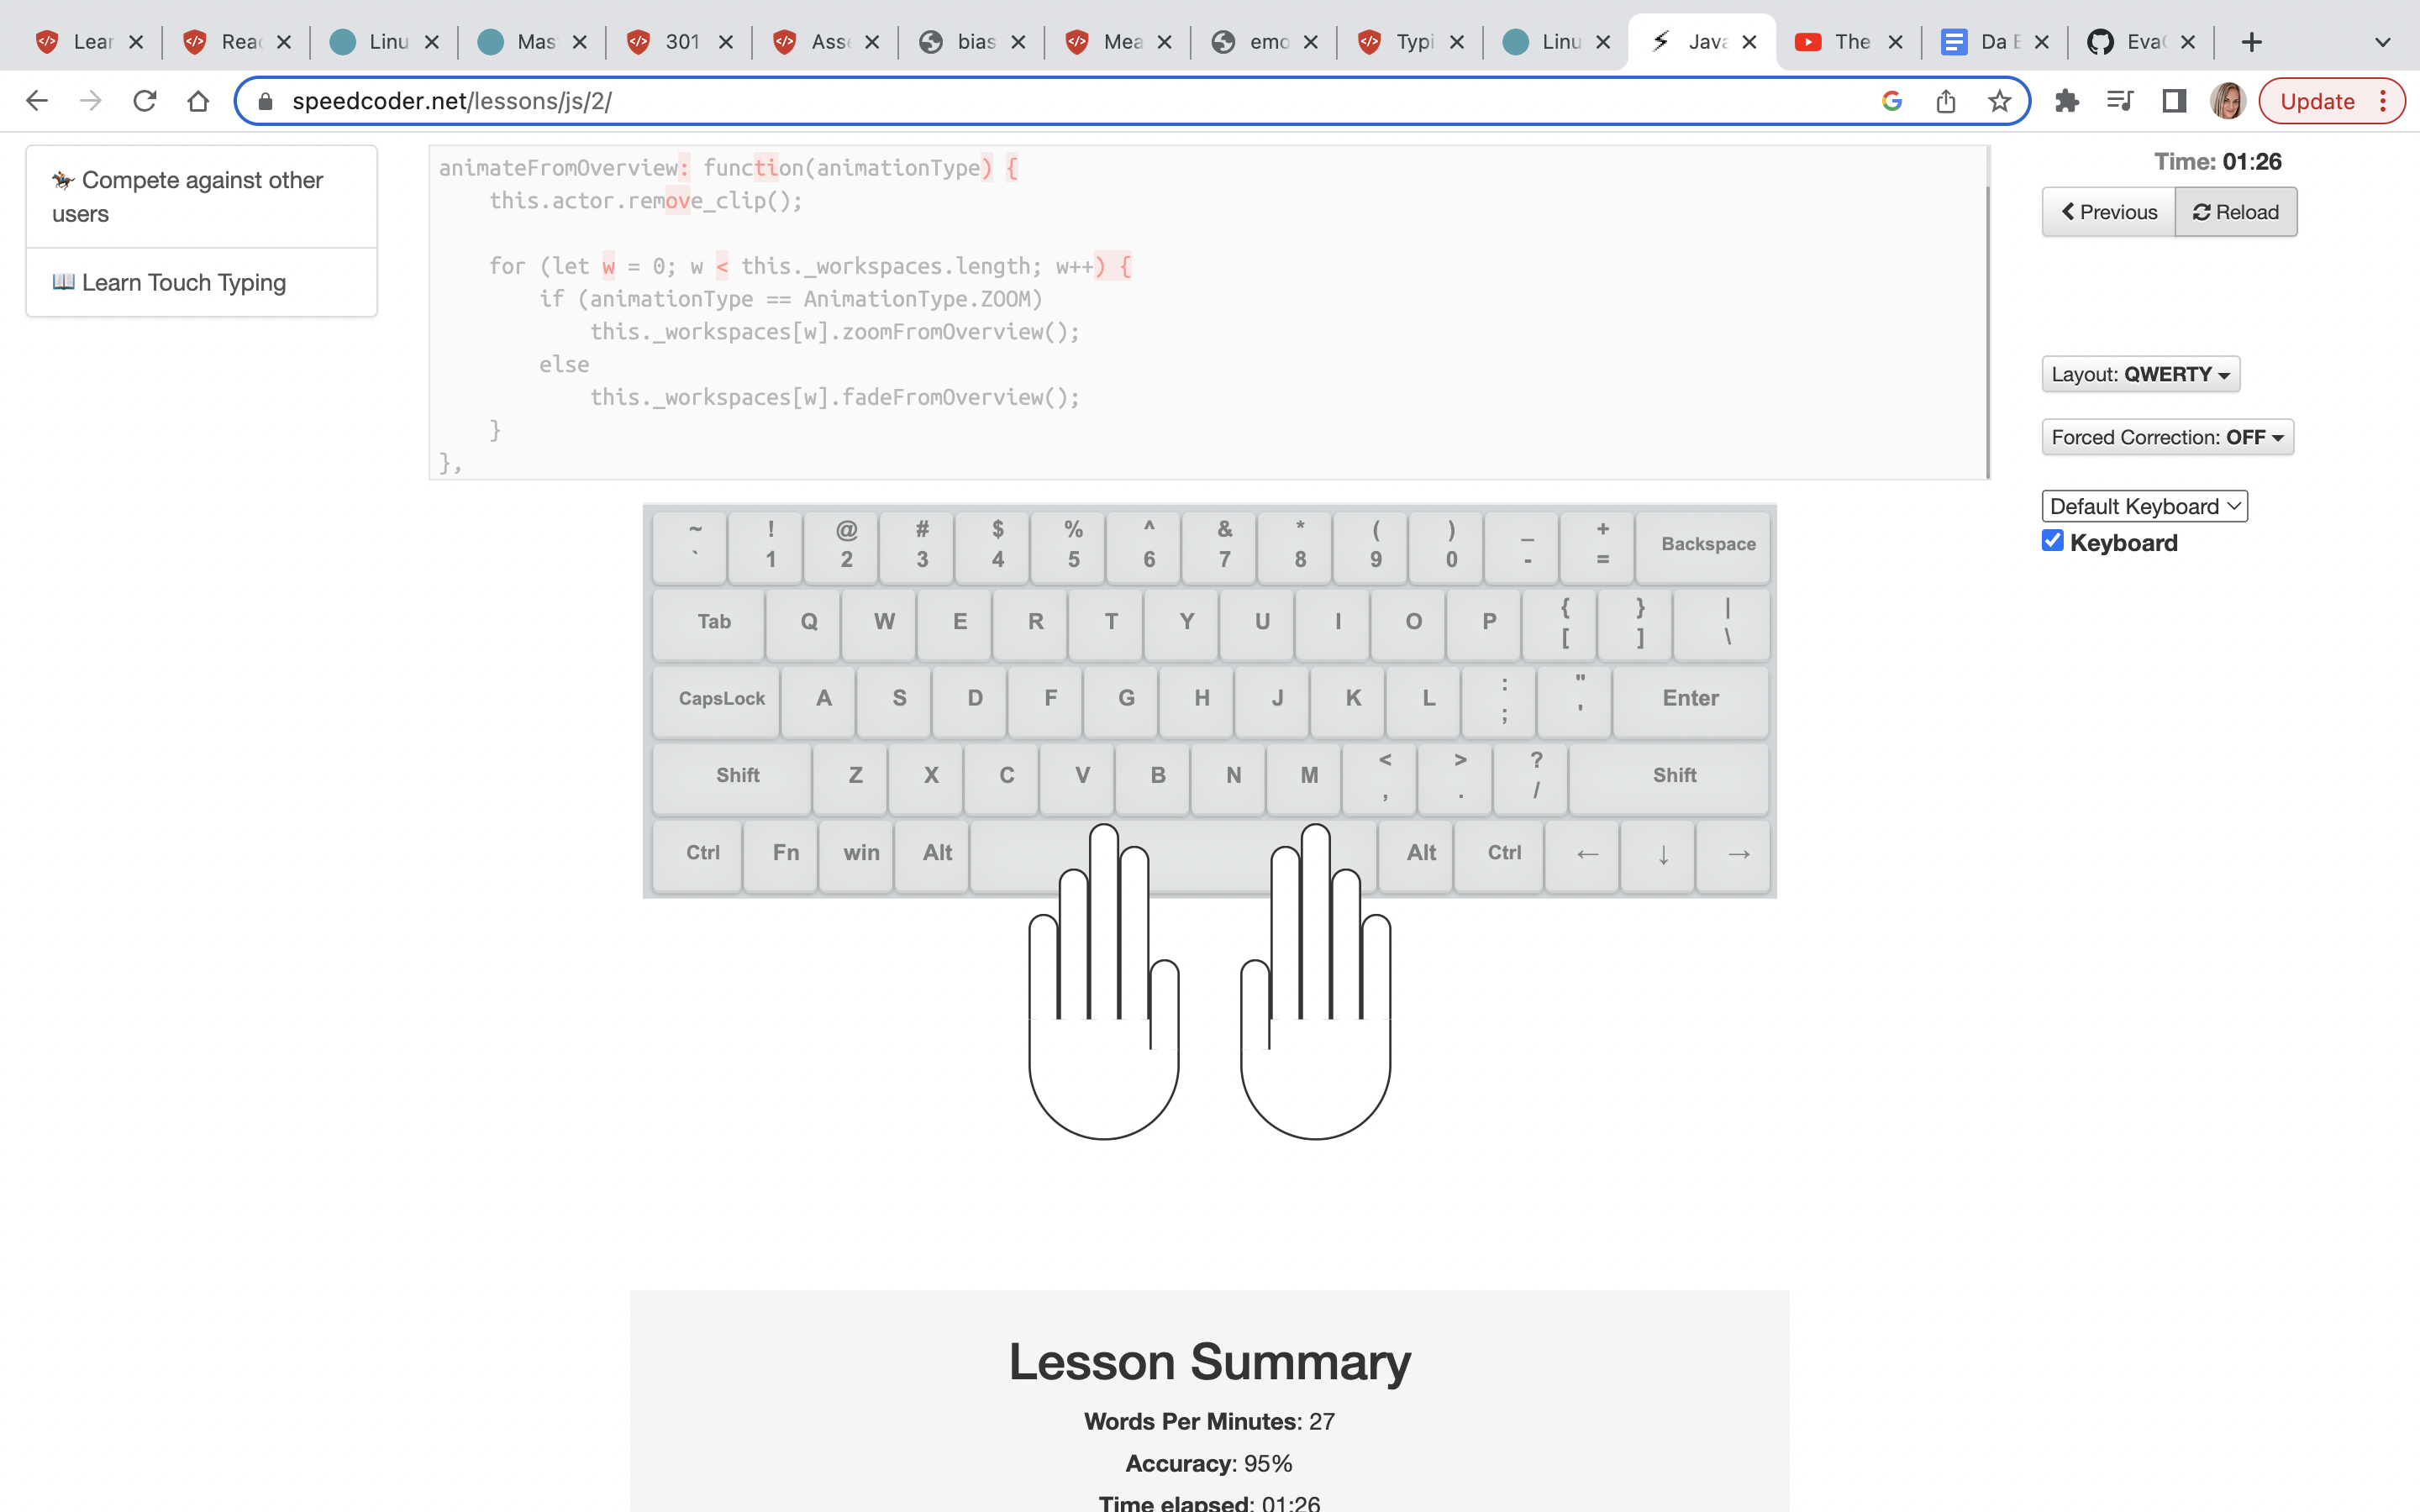 Lear Reac Linu Mas 301 Asse bias Mea emo Typi Linu Java The Da E Eva
speedcoder.net/lessons/js/2/ Update
🏇 Compete against other
users
📖 Learn Touch Typing
animateFromOverview: function(animationType) {
    this.actor.remove_clip();
    for (let w = 0; w < this._workspaces.length; w++) {
        if (animationType == AnimationType.ZOOM)
            this._workspaces[w].zoomFromOverview();
        else
            this._workspaces[w].fadeFromOverview();
    }
},
Time: 01:26
Previous Reload
Layout: QWERTY
Forced Correction: OFF
Default Keyboard
Keyboard
~ ! @ # $ % ^ & * ( ) _ +
` 1 2 3 4 5 6 7 8 9 0 - = Backspace
Tab Q W E R T Y U I O P { [ } ] | \
CapsLock A S D F G H J K L : ; " ' Enter
Shift Z X C V B N M < , > . ? / Shift
Ctrl Fn win Alt Alt Ctrl ← ↓ →
Lesson Summary
Words Per Minutes: 27
Accuracy: 95%
Time elapsed: 01:26